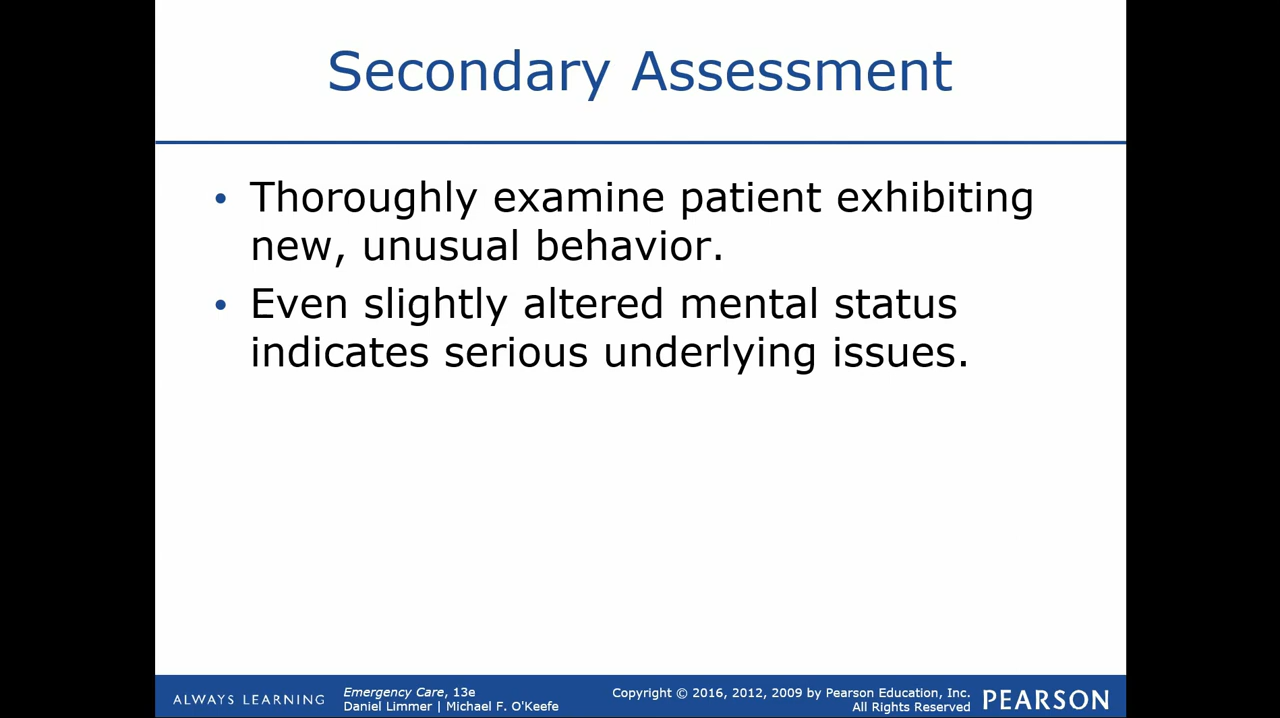 Secondary Assessment
• Thoroughly examine patient exhibiting
new, unusual behavior.
• Even slightly altered mental status
indicates serious underlying issues.
ALWAYS LEARNING
Emergency Care, 13e
Daniel Limmer | Michael F. O'Keefe
Copyright © 2016, 2012, 2009 by Pearson Education, Inc.
All Rights Reserved
PEARSON